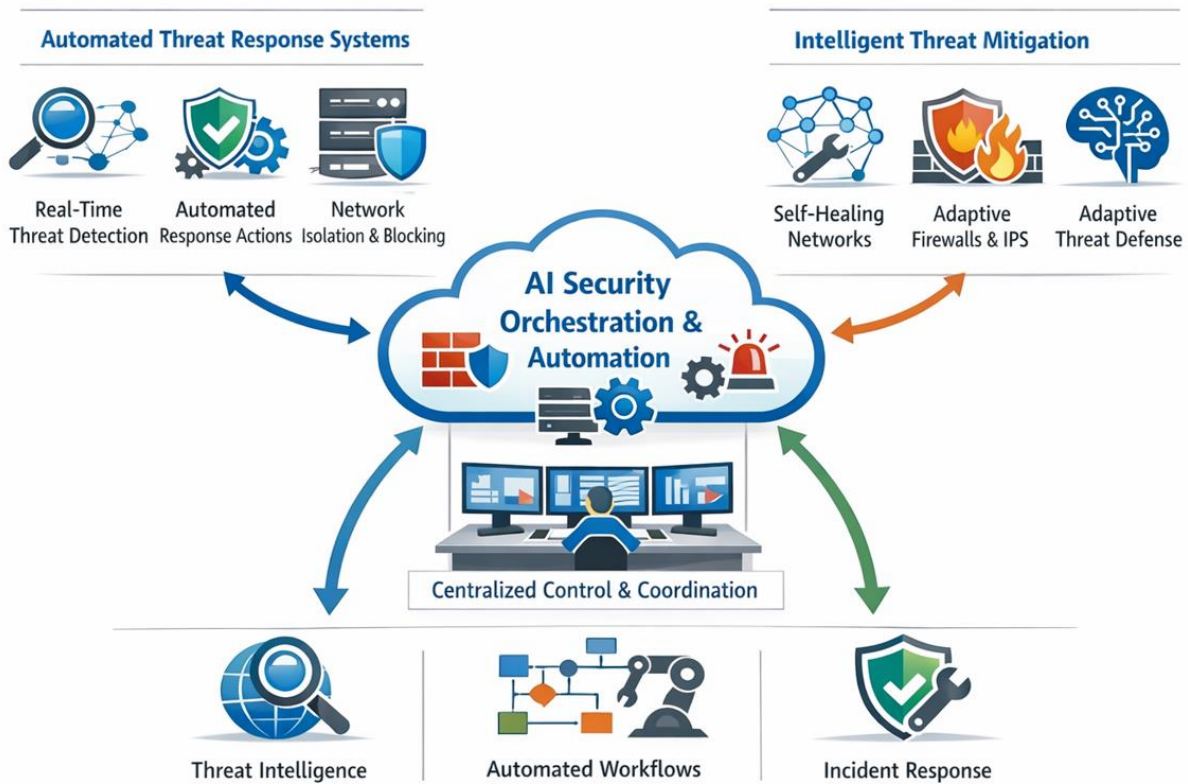 Automated Threat Response Systems
Real-Time
Threat Detection
Automated
Response Actions
Network
Isolation & Blocking
Intelligent Threat Mitigation
Self-Healing
Networks
Adaptive
Firewalls & IPS
Adaptive
Threat Defense
AI Security
Orchestration &
Automation
Centralized Control & Coordination
Threat Intelligence
Automated Workflows
Incident Response